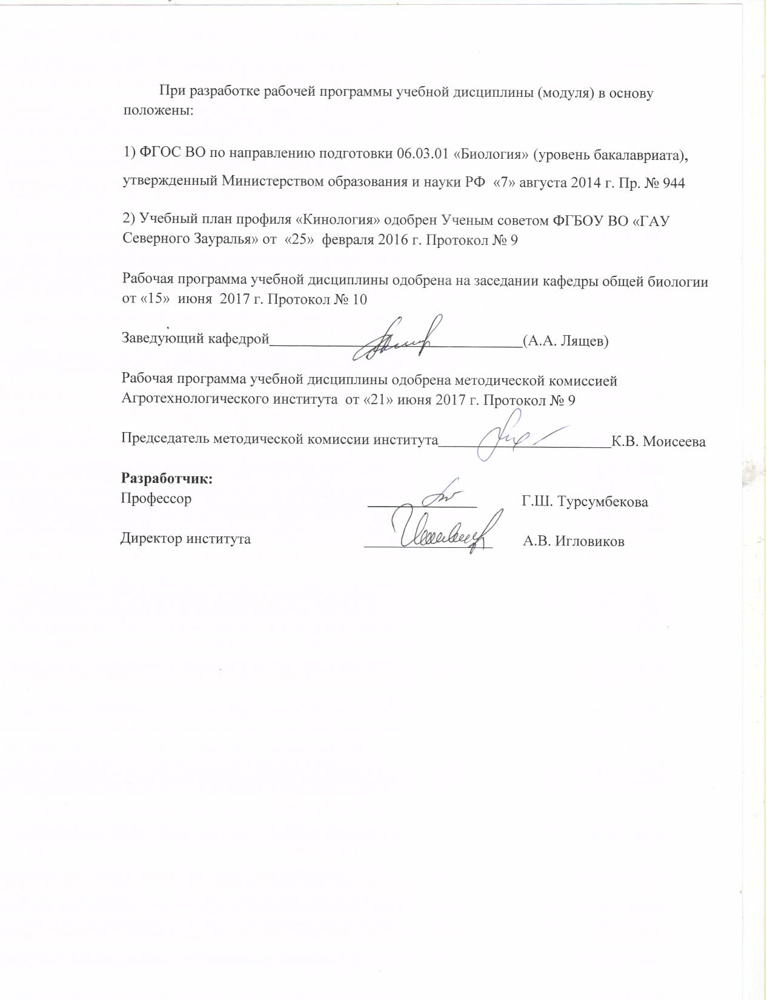 При разработке рабочей программы учебной дисциплины (модуля) в основу
положены:
1) ФГОС ВО по направлению подготовки 06.03.01 «Биология» (уровень бакалавриата),
утвержденный Министерством образования и науки РФ «7» августа 2014 г. Пр. № 944
2) Учебный план профиля «Кинология» одобрен Ученым советом ФГБОУ ВО «ГАУ
Северного Зауралья» от «25» февраля 2016 г. Протокол № 9
Рабочая программа учебной дисциплины одобрена на заседании кафедры общей биологии
от «15» июня 2017 г. Протокол № 10
Заведующий кафедрой________________________________(А.А. Лящев)
Рабочая программа учебной дисциплины одобрена методической комиссией
Агротехнологического института от «21» июня 2017 г. Протокол № 9
Председатель методической комиссии института______________________К.В. Моисеева
Разработчик:
Профессор ______________ Г.Ш. Турсумбекова
Директор института ________________ А.В. Игловиков